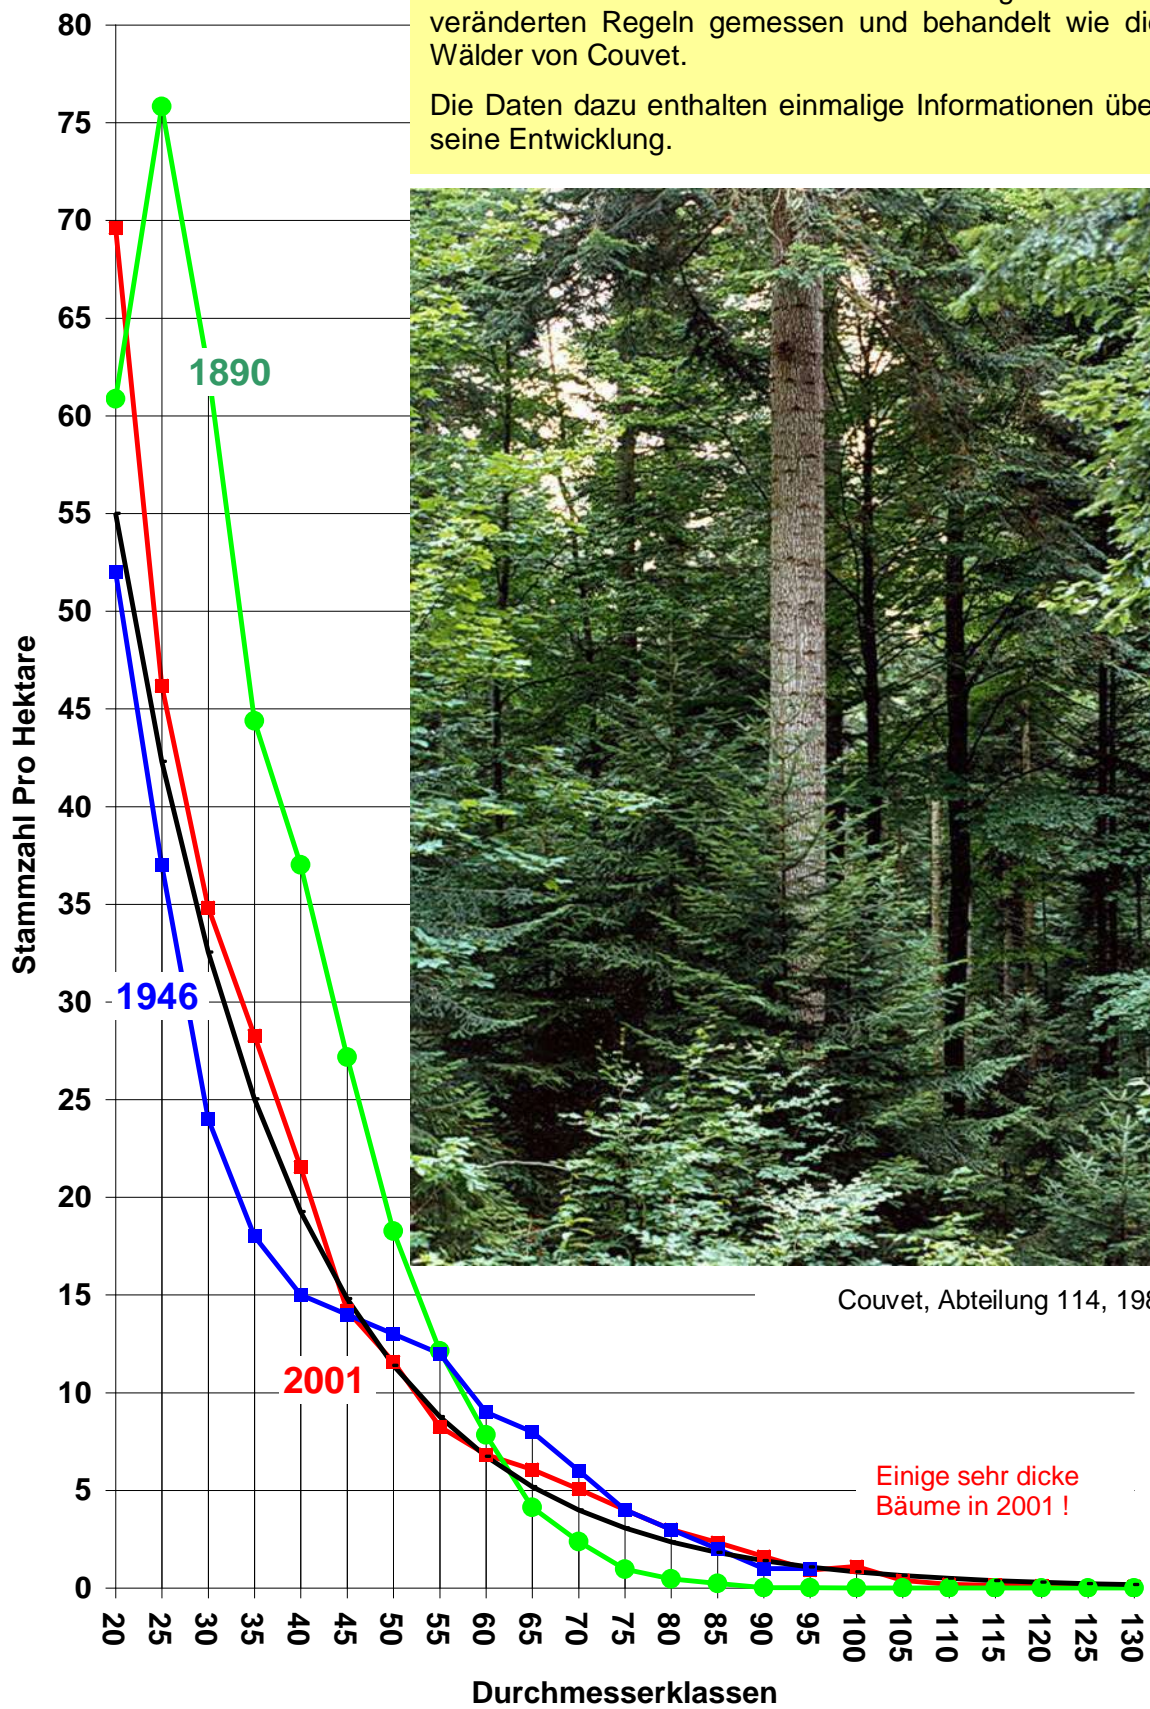 veränderten Regeln gemessen und behandelt wie die
Wälder von Couvet.
Die Daten dazu enthalten einmalige Informationen
seine Entwicklung.
80
75
70
65
60
55
50
45
40
35
30
25
20
15
10
5
0
Stammzahl Pro Hektare
1890
1946
2001
Couvet, Abteilung 114,
Einige sehr dicke
Bäume in 2001 !
20 25 30 35 40 45 50 55 60 65 70 75 80 85 90 95 100 105 110 115 120 125 130
Durchmesserklassen